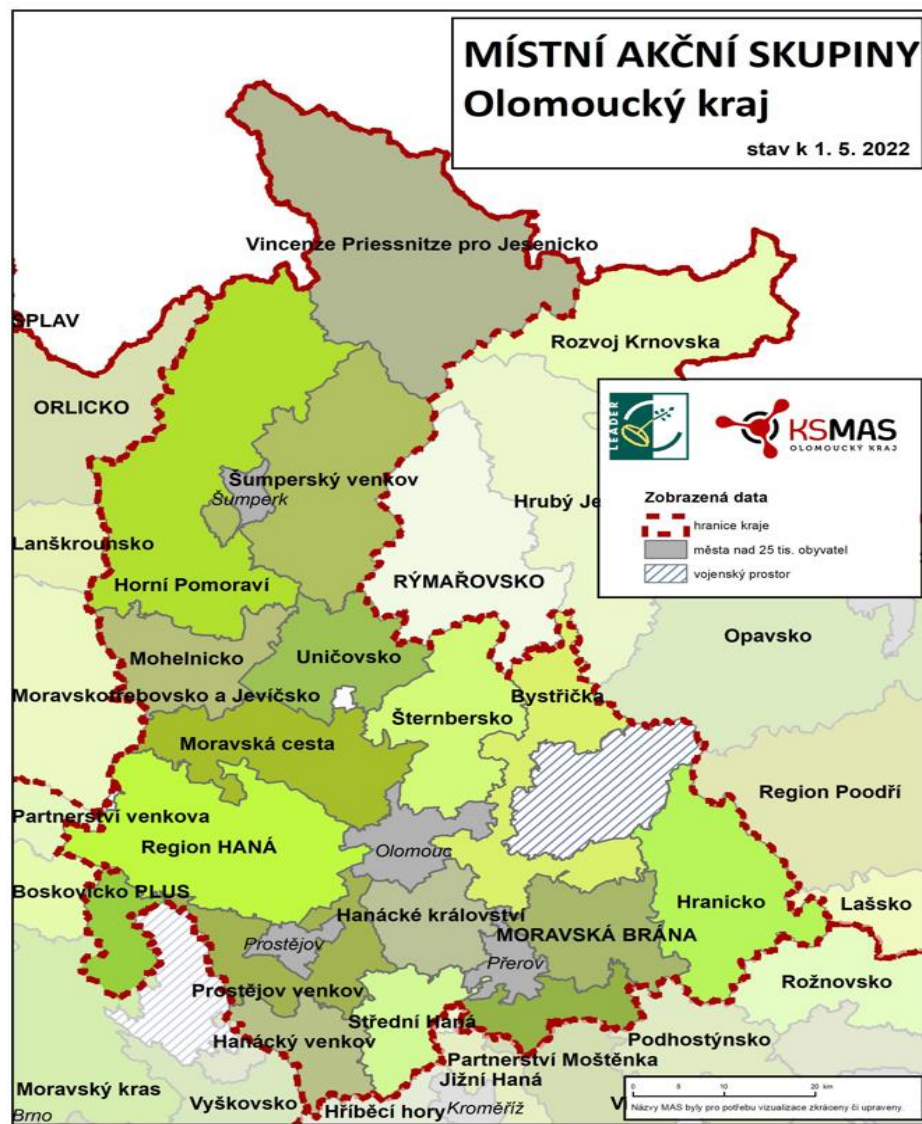 MÍSTNÍ AKČNÍ SKUPINY
Olomoucký kraj
stav k 1. 5. 2022
Vincenze Priessnitze pro Jesenicko
SPLAV
Rozvoj Krnovska
ORLICKO
LEADER
KSMAS
OLOMOUCKÝ KRAJ
Šumperský venkov
Šumperk
Hrubý Je
Zobrazená data
hranice kraje
města nad 25 tis. obyvatel
vojenský prostor
Lanškrounsko
Horní Pomoraví
RÝMAŘOVSKO
Opavsko
Mohelnicko
Uničovsko
Moravskotřebovsko a Jevíčsko
Bystřička
Šternbersko
Moravská cesta
Region Poodří
Partnerství venkova
Region HANÁ
Olomouc
Boskovicko PLUS
Hranicko
Lašsko
Hanácké království
Prostějov
MORAVSKÁ BRÁNA
Přerov
Rožnovsko
Prostějov venkov
Střední Haná
Hanácký venkov
Podhostýnsko
Partnerství Moštěnka
Moravský kras
Jižní Haná
Vyškovsko
Brno
Hříběcí hory
Kroměříž
0 5 10 20 km
Názvy MAS byly pro potřebu vizualizace zkráceny či upraveny.